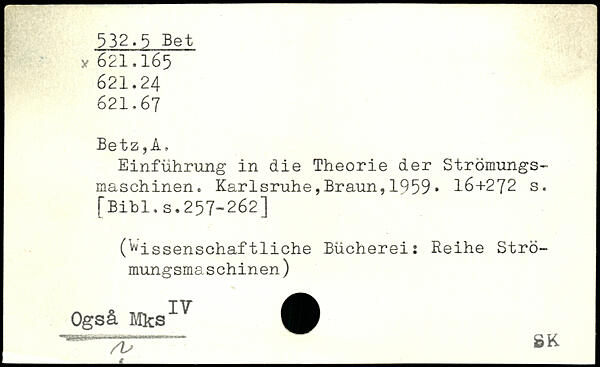 532.5 Bet
x 621.165
621.24
621.67
Betz,A.
Einführung in die Theorie der Strömungs-
maschinen. Karlsruhe,Braun,1959. 16+272 s.
[Bibl.s.257-262]
(Wissenschaftliche Bücherei: Reihe Strö-
mungsmaschinen)
Også Mks IV
SK